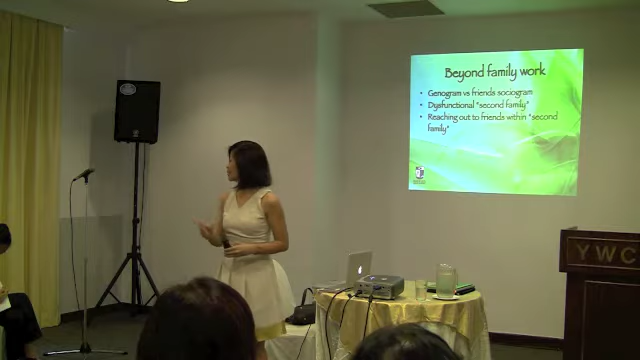 Beyond family work
• Genogram vs friends sociogram
• Dysfunctional "second family"
• Reaching out to friends within "second
family"
YWC